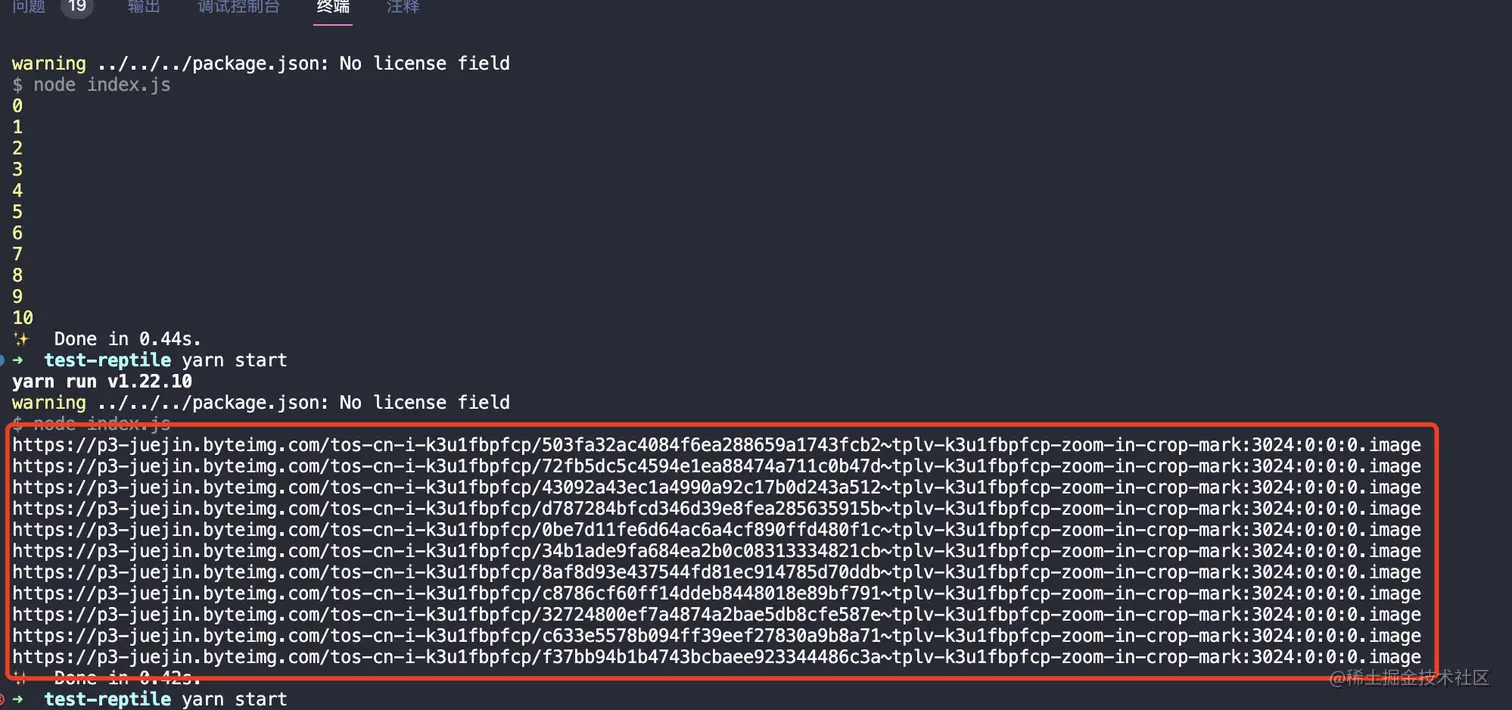 问题 19 输出 调试控制台 终端 注释
warning ../../../package.json: No license field
$ node index.js
0
1
2
3
4
5
6
7
8
9
10
✨ Done in 0.44s.
➜ test-reptile yarn start
yarn run v1.22.10
warning ../../../package.json: No license field
$ node index.js
https://p3-juejin.byteimg.com/tos-cn-i-k3u1fbpfcp/503fa32ac4084f6ea288659a1743fcb2~tplv-k3u1fbpfcp-zoom-in-crop-mark:3024:0:0:0.image
https://p3-juejin.byteimg.com/tos-cn-i-k3u1fbpfcp/72fb5dc5c4594e1ea88474a711c0b47d~tplv-k3u1fbpfcp-zoom-in-crop-mark:3024:0:0:0.image
https://p3-juejin.byteimg.com/tos-cn-i-k3u1fbpfcp/43092a43ec1a4990a92c17b0d243a512~tplv-k3u1fbpfcp-zoom-in-crop-mark:3024:0:0:0.image
https://p3-juejin.byteimg.com/tos-cn-i-k3u1fbpfcp/d787284bfcd346d39e8fea285635915b~tplv-k3u1fbpfcp-zoom-in-crop-mark:3024:0:0:0.image
https://p3-juejin.byteimg.com/tos-cn-i-k3u1fbpfcp/0be7d11fe6d64ac6a4cf890ffd480f1c~tplv-k3u1fbpfcp-zoom-in-crop-mark:3024:0:0:0.image
https://p3-juejin.byteimg.com/tos-cn-i-k3u1fbpfcp/34b1ade9fa684ea2b0c08313334821cb~tplv-k3u1fbpfcp-zoom-in-crop-mark:3024:0:0:0.image
https://p3-juejin.byteimg.com/tos-cn-i-k3u1fbpfcp/8af8d93e437544fd81ec914785d70ddb~tplv-k3u1fbpfcp-zoom-in-crop-mark:3024:0:0:0.image
https://p3-juejin.byteimg.com/tos-cn-i-k3u1fbpfcp/c8786cf60ff14ddeb8448018e89bf791~tplv-k3u1fbpfcp-zoom-in-crop-mark:3024:0:0:0.image
https://p3-juejin.byteimg.com/tos-cn-i-k3u1fbpfcp/32724800ef7a4874a2bae5db8cfe587e~tplv-k3u1fbpfcp-zoom-in-crop-mark:3024:0:0:0.image
https://p3-juejin.byteimg.com/tos-cn-i-k3u1fbpfcp/c633e5578b094ff39eef27830a9b8a71~tplv-k3u1fbpfcp-zoom-in-crop-mark:3024:0:0:0.image
https://p3-juejin.byteimg.com/tos-cn-i-k3u1fbpfcp/f37bb94b1b4743bcbaee923344486c3a~tplv-k3u1fbpfcp-zoom-in-crop-mark:3024:0:0:0.image
✨ Done in 0.42s.
@稀土掘金技术社区
➜ test-reptile yarn start